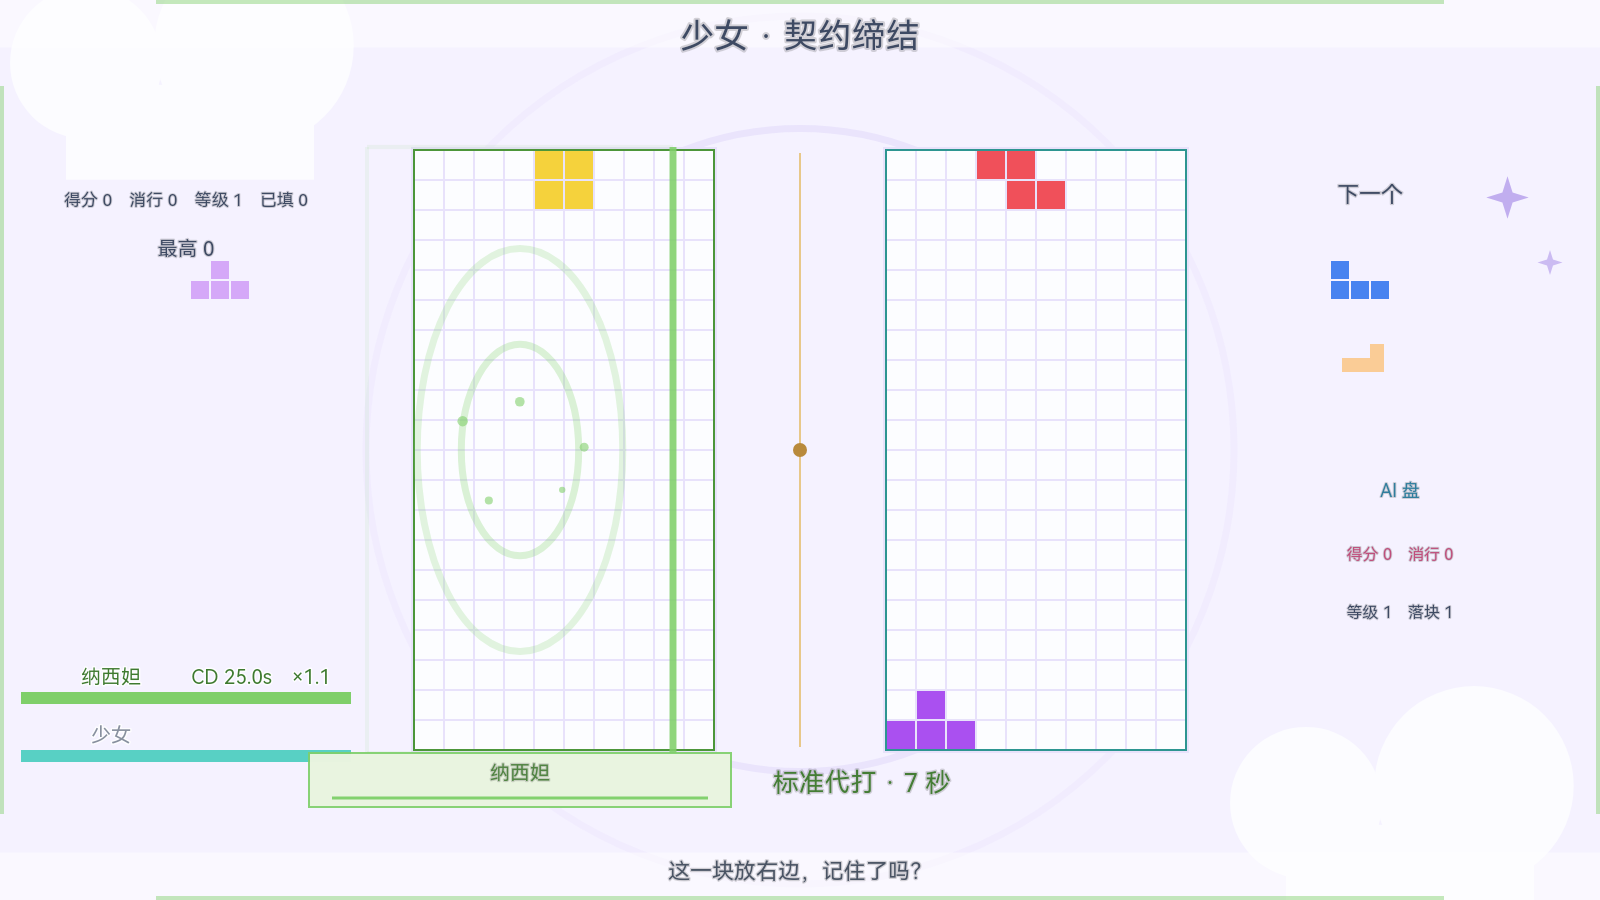 少女 · 契约缔结
得分 0 消行 0 等级 1 已填 0
最高 0
下一个
AI 盘
得分 0 消行 0
等级 1 落块 1
纳西妲 CD 25.0s ×1.1
少女
纳西妲
标准代打 · 7 秒
这一块放右边，记住了吗？